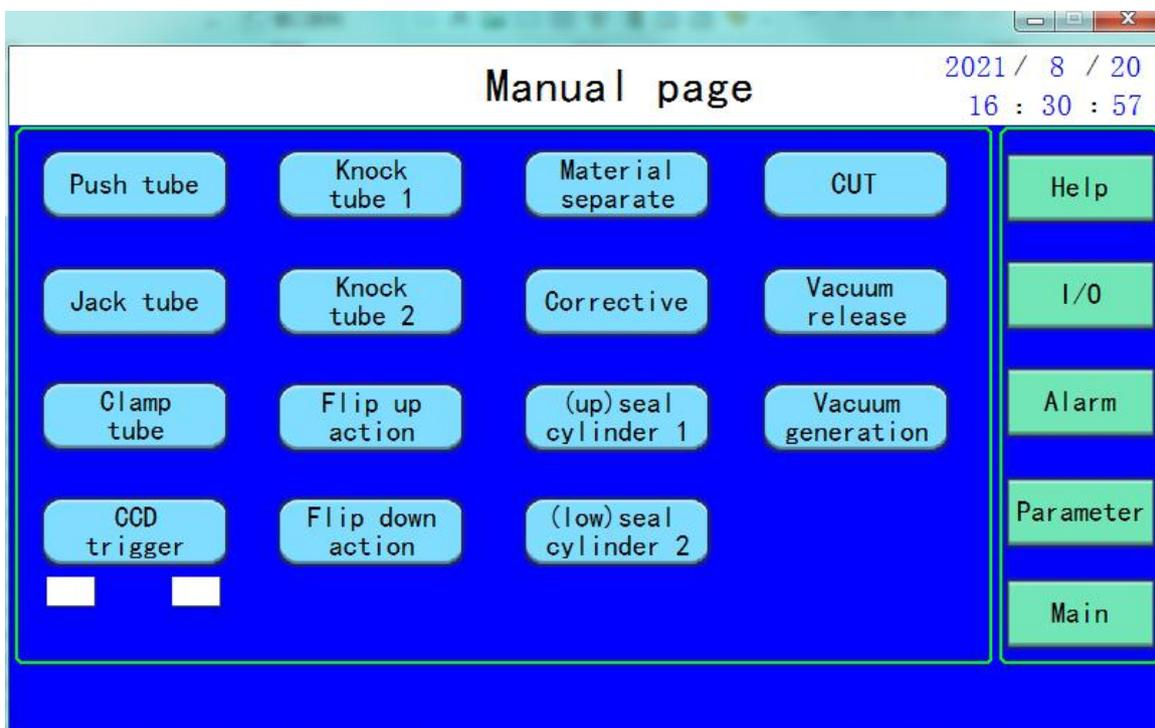 Manual page
2021/ 8 / 20
16 : 30 : 57
Push tube
Knock
tube 1
Material
separate
CUT
Help
Jack tube
Knock
tube 2
Corrective
Vacuum
release
I/O
Clamp
tube
Flip up
action
(up)seal
cylinder 1
Vacuum
generation
Alarm
CCD
trigger
Flip down
action
(low)seal
cylinder 2
Parameter
Main